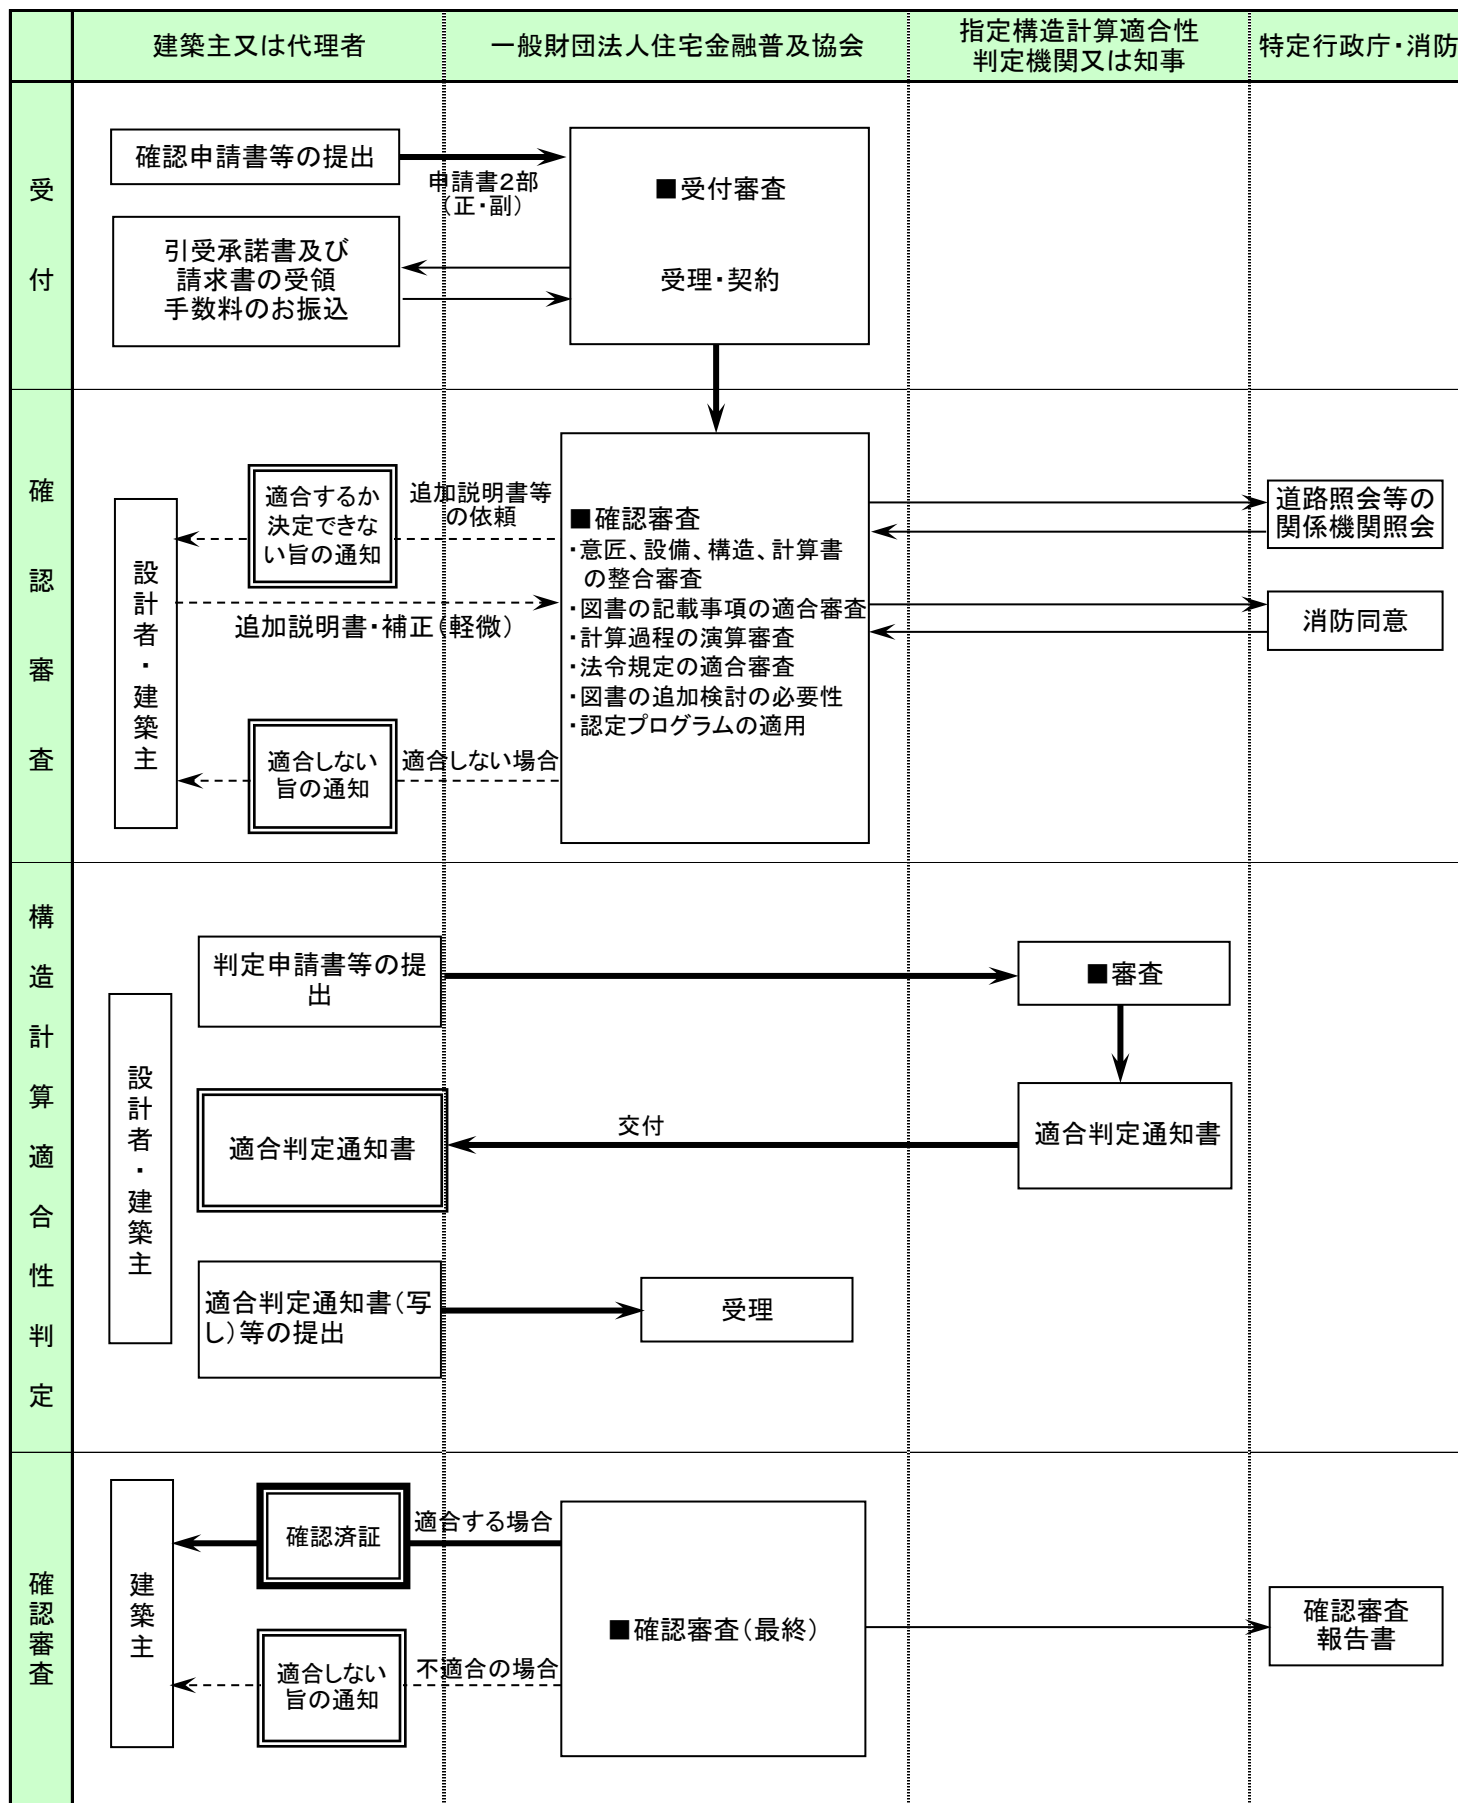 建築主又は代理者
一般財団法人住宅金融普及協会
指定構造計算適合性
判定機関又は知事
特定行政庁・消防
受付
確認申請書等の提出
申請書2部
(正・副)
■受付審査
引受承諾書及び
請求書の受領
手数料のお振込
受理・契約
確認審査
設計者・建築主
適合するか
決定できな
い旨の通知
追加説明書等
の依頼
追加説明書・補正(軽微)
適合しない
旨の通知
適合しない場合
■確認審査
・意匠、設備、構造、計算書
の整合審査
・図書の記載事項の適合審査
・計算過程の演算審査
・法令規定の適合審査
・図書の追加検討の必要性
・認定プログラムの適用
道路照会等の
関係機関照会
消防同意
構造計算適合性判定
設計者・建築主
判定申請書等の提
出
■審査
適合判定通知書
交付
適合判定通知書
適合判定通知書(写
し)等の提出
受理
確認審査
建築主
確認済証
適合する場合
適合しない
旨の通知
不適合の場合
■確認審査(最終)
確認審査
報告書